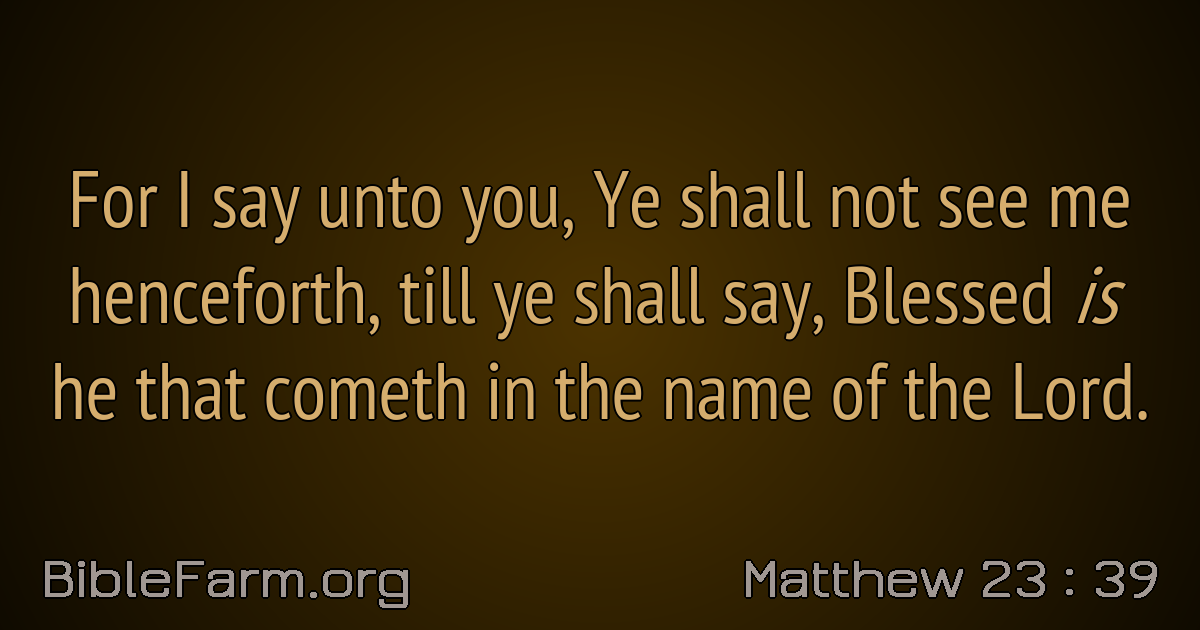 For I say unto you, Ye shall not see me
henceforth, till ye shall say, Blessed is
he that cometh in the name of the Lord.
BibleFarm.org
Matthew 23 : 39